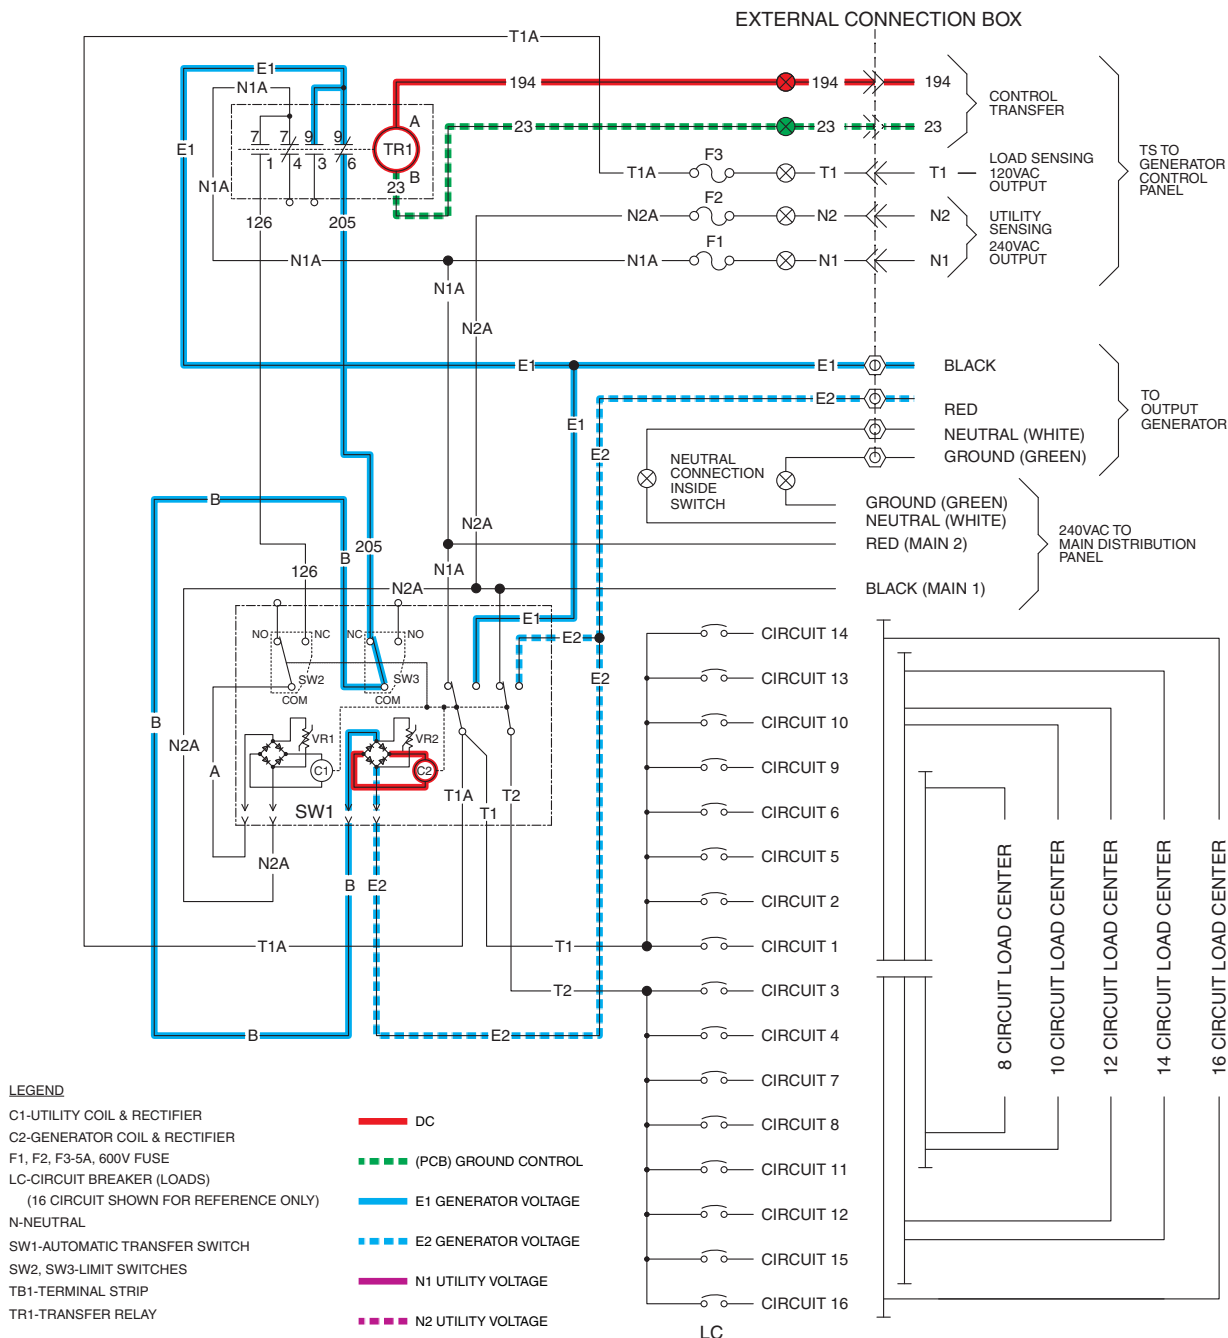 EXTERNAL CONNECTION BOX
T1A
E1
N1A
194 194 194
CONTROL
TRANSFER
23 23 23
A
7 7 9 9
TR1
1 4 3 6
B
23
E1
N1A
126 205
TS TO
GENERATOR
CONTROL
PANEL
T1A F3 T1 T1
LOAD SENSING
120VAC
OUTPUT
N2A F2 N2 N2
UTILITY
SENSING
240VAC
OUTPUT
N1A N1A F1 N1 N1
N1A
N2A
E1 E1 BLACK
E2 RED
NEUTRAL (WHITE)
GROUND (GREEN)
TO
OUTPUT
GENERATOR
E1
E2
NEUTRAL
CONNECTION
INSIDE
SWITCH
GROUND (GREEN)
NEUTRAL (WHITE)
RED (MAIN 2)
BLACK (MAIN 1)
240VAC TO
MAIN DISTRIBUTION
PANEL
B
N2A
205
B
126
N1A
N2A
E1
E2
NO NC NC NO
SW2 SW3
COM COM
E2
B
N2A
A
VR1 VR2
C1 C2
T1A
T1
T2
SW1
N2A
B E2
T1A
T1
T2
B
E2
CIRCUIT 14
CIRCUIT 13
CIRCUIT 10
CIRCUIT 9
CIRCUIT 6
CIRCUIT 5
CIRCUIT 2
CIRCUIT 1
CIRCUIT 3
CIRCUIT 4
CIRCUIT 7
CIRCUIT 8
CIRCUIT 11
CIRCUIT 12
CIRCUIT 15
CIRCUIT 16
LC
8 CIRCUIT LOAD CENTER
10 CIRCUIT LOAD CENTER
12 CIRCUIT LOAD CENTER
14 CIRCUIT LOAD CENTER
16 CIRCUIT LOAD CENTER
LEGEND
C1-UTILITY COIL & RECTIFIER
C2-GENERATOR COIL & RECTIFIER
F1, F2, F3-5A, 600V FUSE
LC-CIRCUIT BREAKER (LOADS)
(16 CIRCUIT SHOWN FOR REFERENCE ONLY)
N-NEUTRAL
SW1-AUTOMATIC TRANSFER SWITCH
SW2, SW3-LIMIT SWITCHES
TB1-TERMINAL STRIP
TR1-TRANSFER RELAY
DC
(PCB) GROUND CONTROL
E1 GENERATOR VOLTAGE
E2 GENERATOR VOLTAGE
N1 UTILITY VOLTAGE
N2 UTILITY VOLTAGE